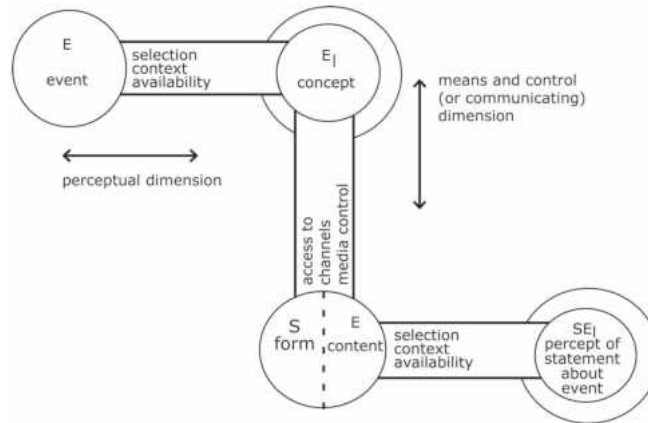 E
event
selection
context
availability
E|
concept
means and control
(or communicating)
dimension
perceptual dimension
access to
channels
media control
S
form
E
content
selection
context
availability
SE|
percept of
statement
about
event